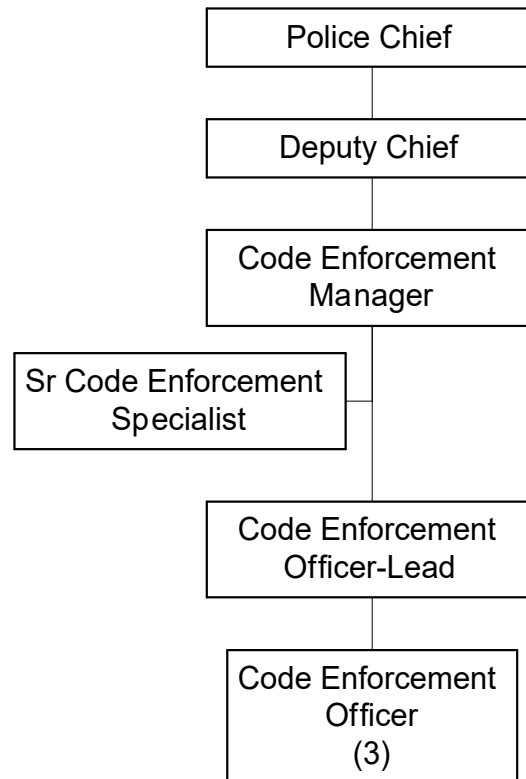 Police Chief
Deputy Chief
Code Enforcement
Manager
Sr Code Enforcement
Specialist
Code Enforcement
Officer-Lead
Code Enforcement
Officer
(3)